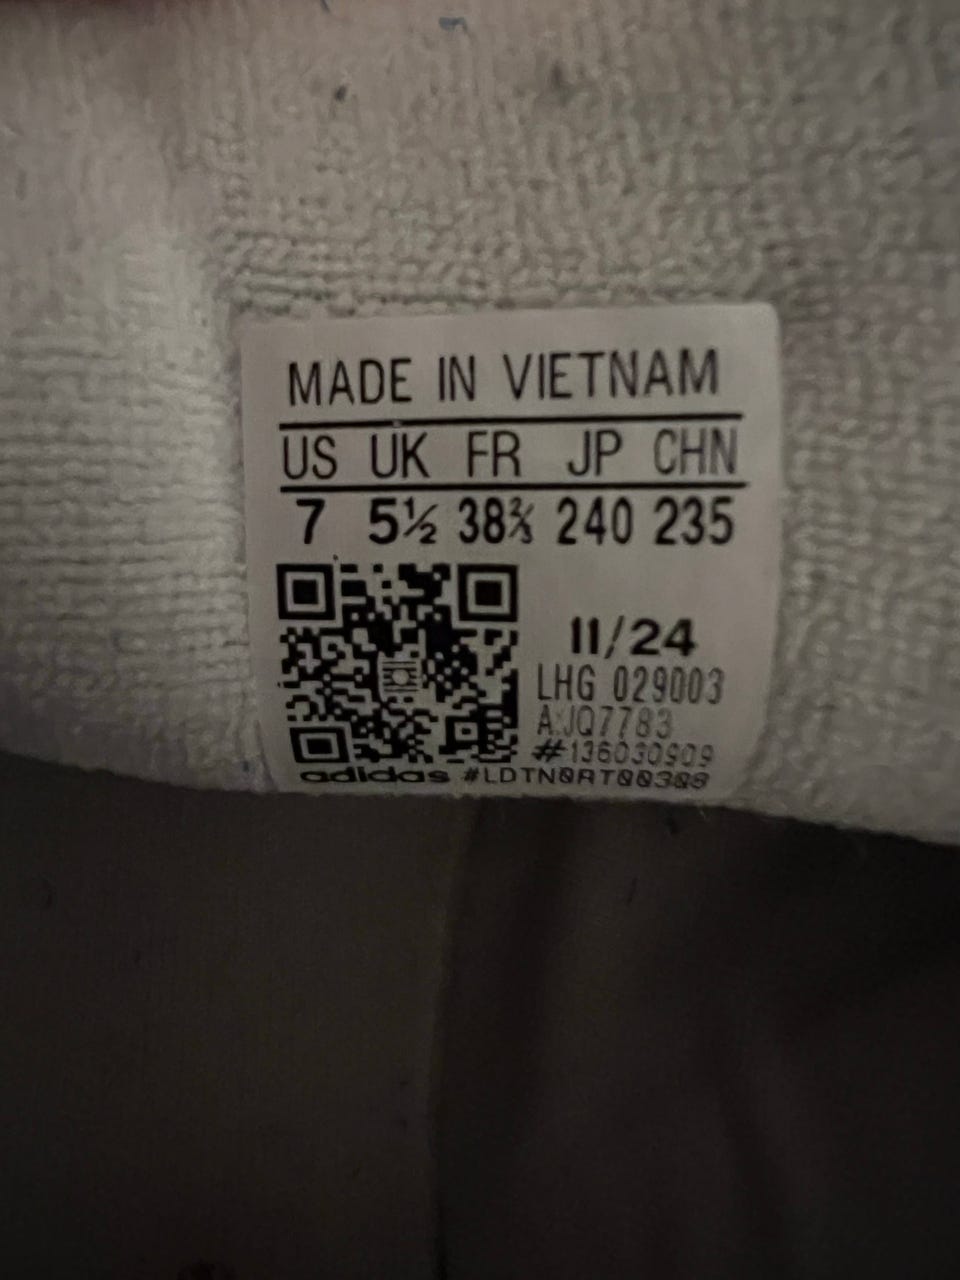 MADE IN VIETNAM
US UK FR JP CHN
7 5½ 38⅔ 240 235
11/24
LHG 029003
A:JQ7783
#136030909
adidas #LDTN0RT00308